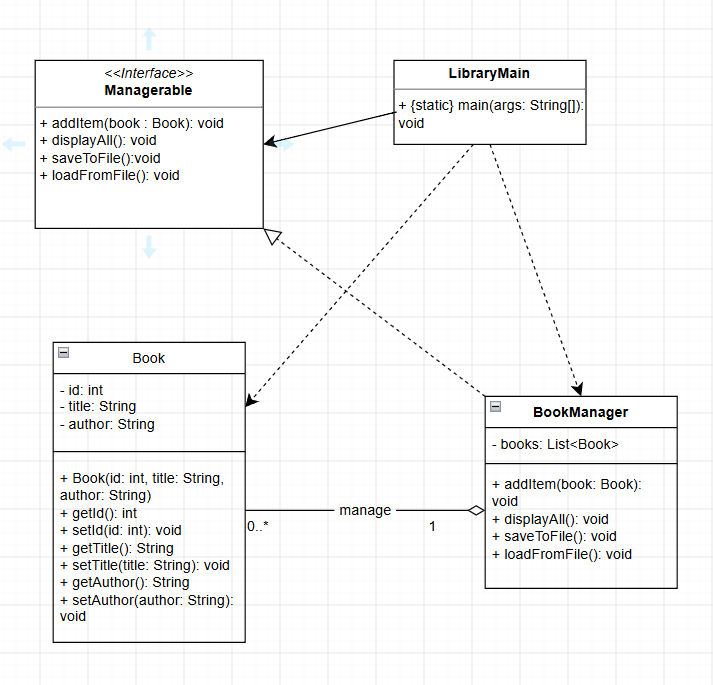 <<Interface>>
Managerable
+ addItem(book : Book): void
+ displayAll(): void
+ saveToFile():void
+ loadFromFile(): void
LibraryMain
+ {static} main(args: String[]):
void
Book
- id: int
- title: String
- author: String
+ Book(id: int, title: String,
author: String)
+ getId(): int
+ setId(id: int): void
+ getTitle(): String
+ setTitle(title: String): void
+ getAuthor(): String
+ setAuthor(author: String):
void
manage
0..*
1
BookManager
- books: List<Book>
+ addItem(book: Book):
void
+ displayAll(): void
+ saveToFile(): void
+ loadFromFile(): void